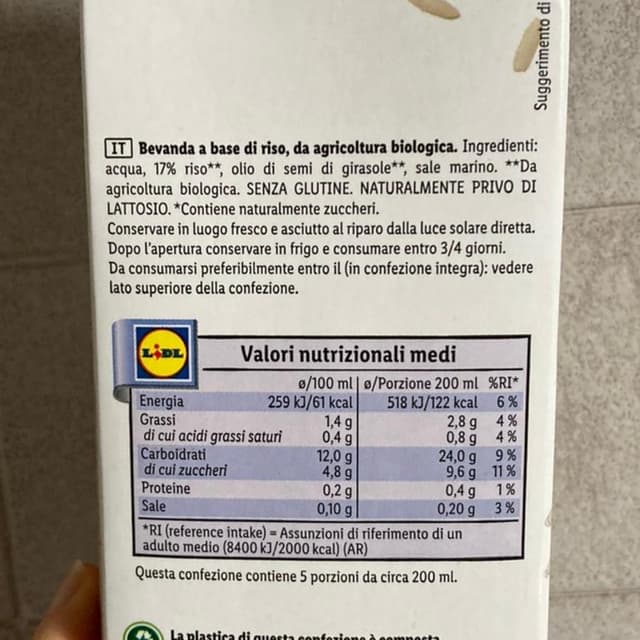 Suggerimento di
IT Bevanda a base di riso, da agricoltura biologica. Ingredienti:
acqua, 17% riso**, olio di semi di girasole**, sale marino. **Da
agricoltura biologica. SENZA GLUTINE. NATURALMENTE PRIVO DI
LATTOSIO. *Contiene naturalmente zuccheri.
Conservare in luogo fresco e asciutto al riparo dalla luce solare diretta.
Dopo l'apertura conservare in frigo e consumare entro 3/4 giorni.
Da consumarsi preferibilmente entro il (in confezione integra): vedere
lato superiore della confezione.
LIDL
Valori nutrizionali medi
ø/100 ml ø/Porzione 200 ml %RI*
Energia 259 kJ/61 kcal 518 kJ/122 kcal 6 %
Grassi 1,4 g 2,8 g 4 %
di cui acidi grassi saturi 0,4 g 0,8 g 4 %
Carboidrati 12,0 g 24,0 g 9 %
di cui zuccheri 4,8 g 9,6 g 11 %
Proteine 0,2 g 0,4 g 1 %
Sale 0,10 g 0,20 g 3 %
*RI (reference intake) = Assunzioni di riferimento di un
adulto medio (8400 kJ/2000 kcal) (AR)
Questa confezione contiene 5 porzioni da circa 200 ml.
La plastica di questa confezione è composta